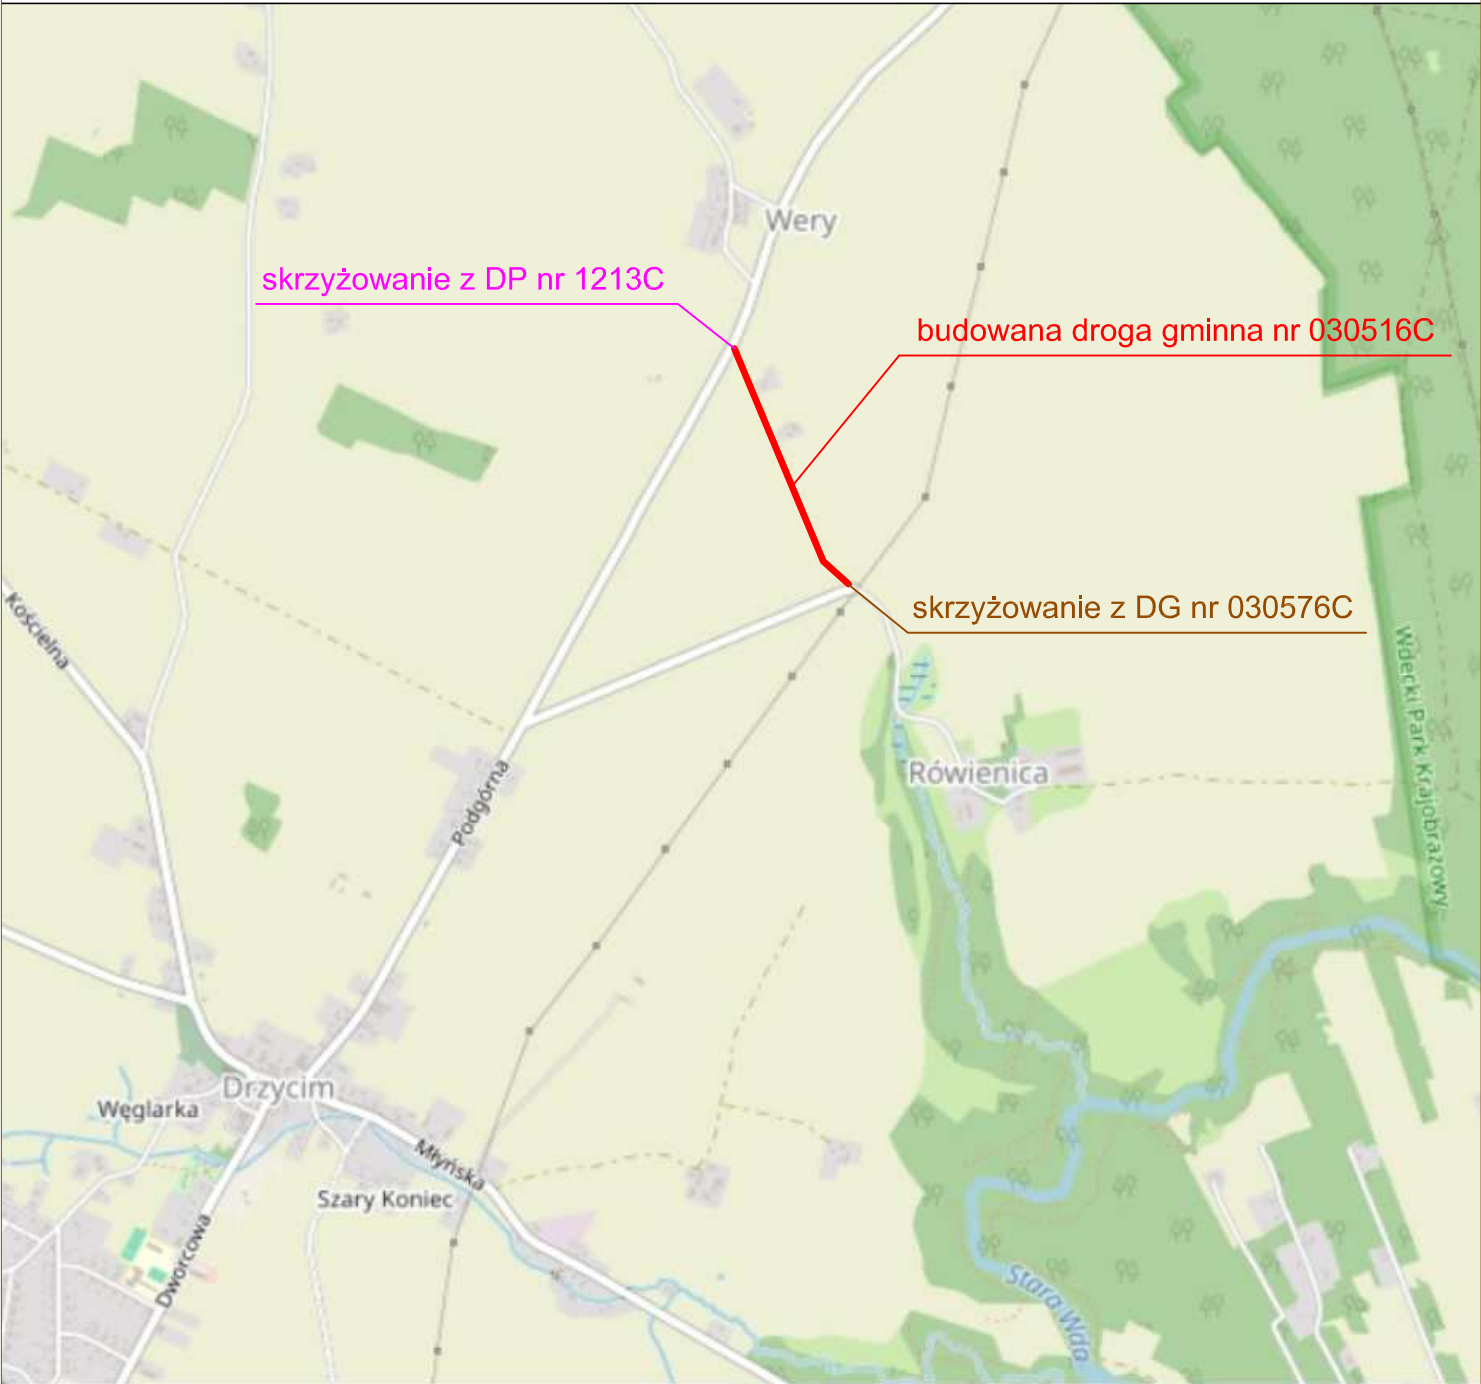 Wery
skrzyżowanie z DP nr 1213C
budowana droga gminna nr 030516C
skrzyżowanie z DG nr 030576C
Kościelna
Wdecki Park Krajobrazowy
Rówienica
Podgórna
Drzycim
Węglarka
Młyńska
Szary Koniec
Dworcowa
Stara Wda